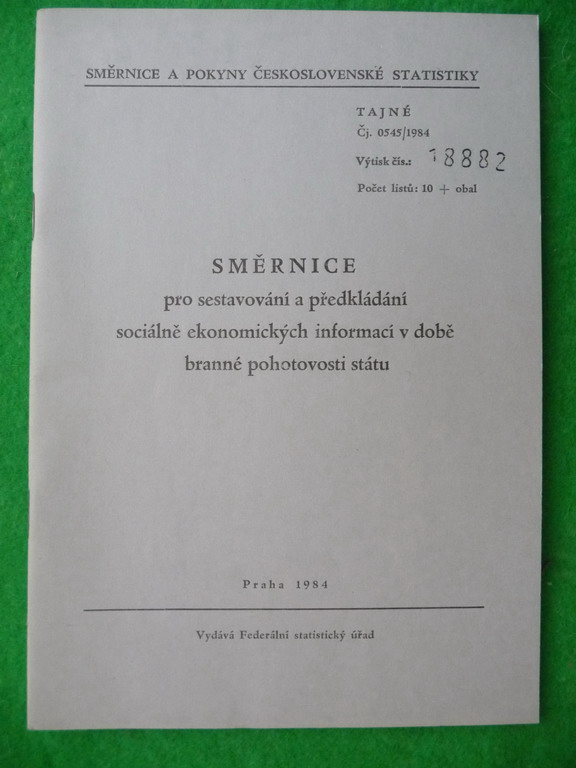 SMĚRNICE A POKYNY ČESKOSLOVENSKÉ STATISTIKY
TAJNÉ
Čj. 0545/1984
Výtisk čís.: 18882
Počet listů: 10 + obal
SMĚRNICE
pro sestavování a předkládání
sociálně ekonomických informací v době
branné pohotovosti státu
Praha 1984
Vydává Federální statistický úřad